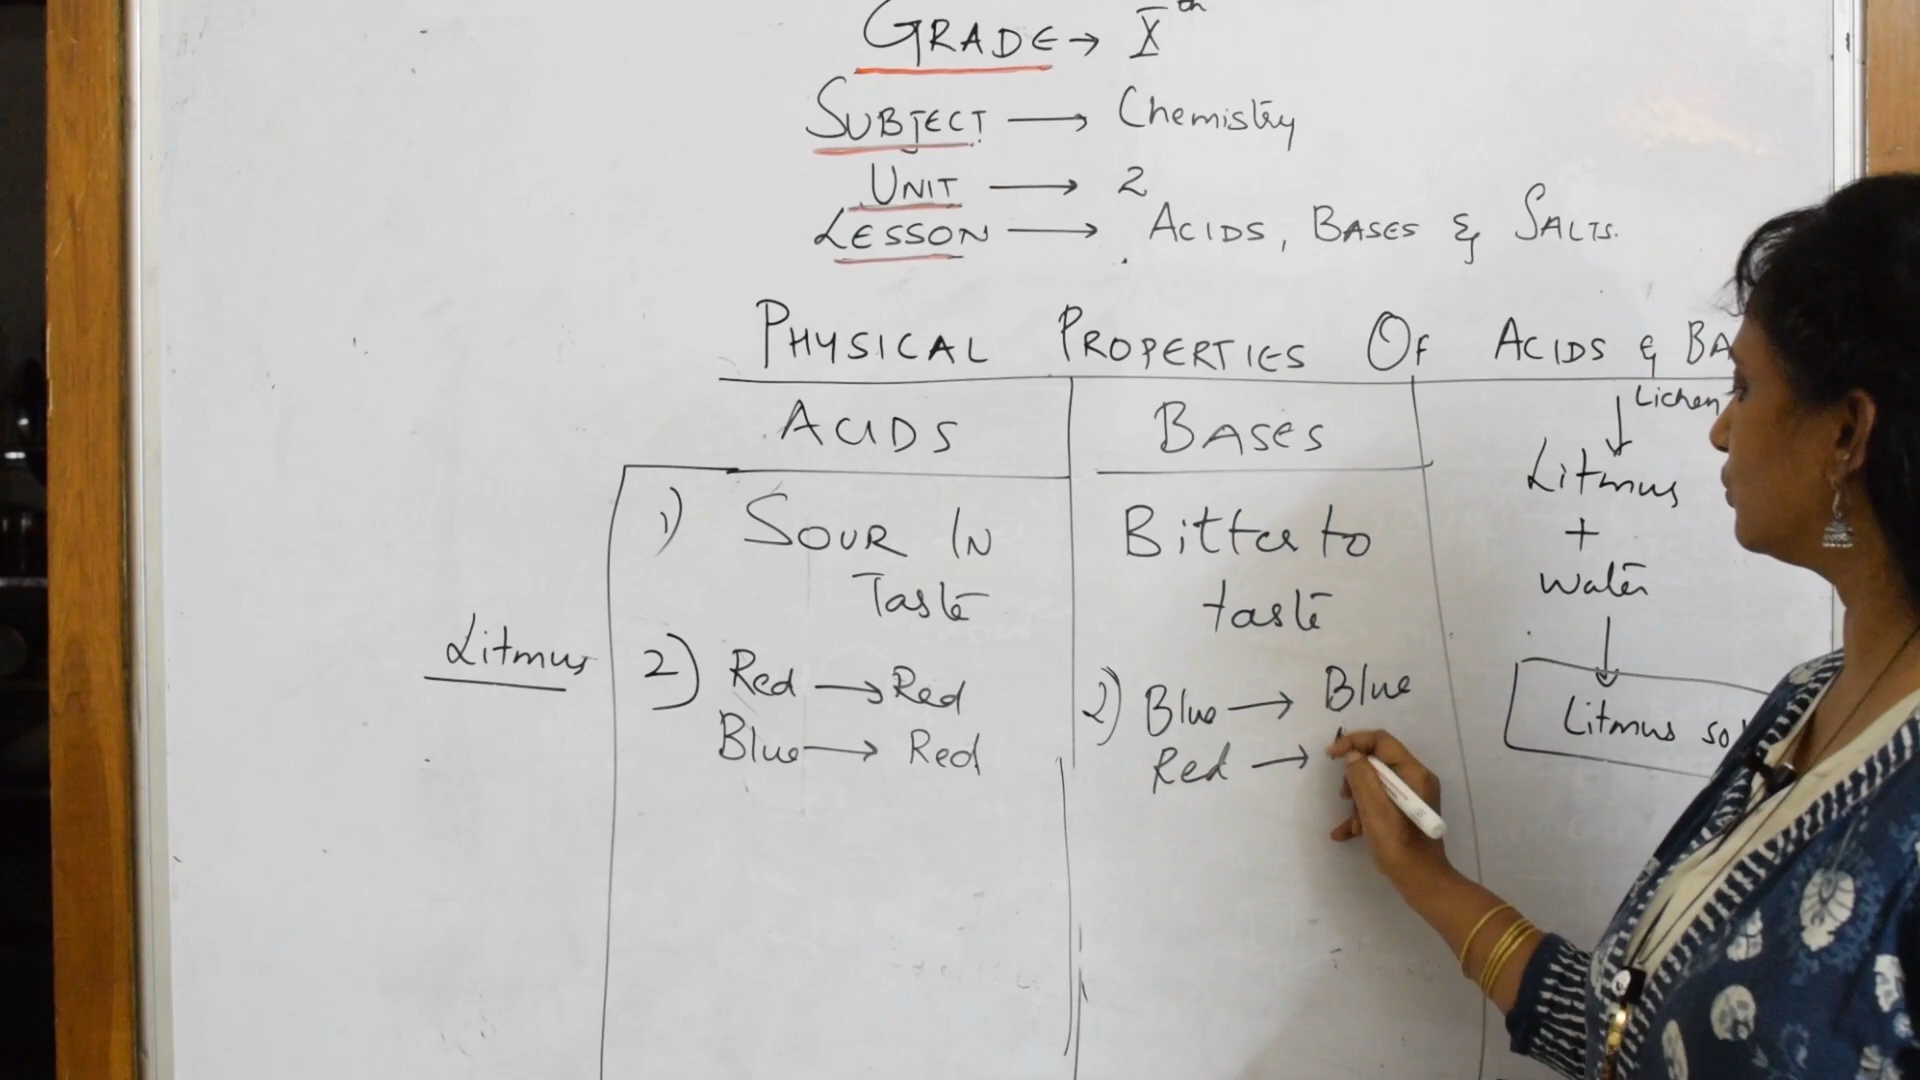 GRADE → Xth
SUBJECT → Chemistry
UNIT → 2
LESSON → ACIDS, BASES & SALTS.
PHYSICAL PROPERTIES OF ACIDS & BA
ACIDS
1) SOUR IN
Taste
Litmus
2) Red → Red
Blue → Red
BASES
Bitter to
taste
2) Blue → Blue
Red →
Lichen
Litmus
+
water
Litmus so